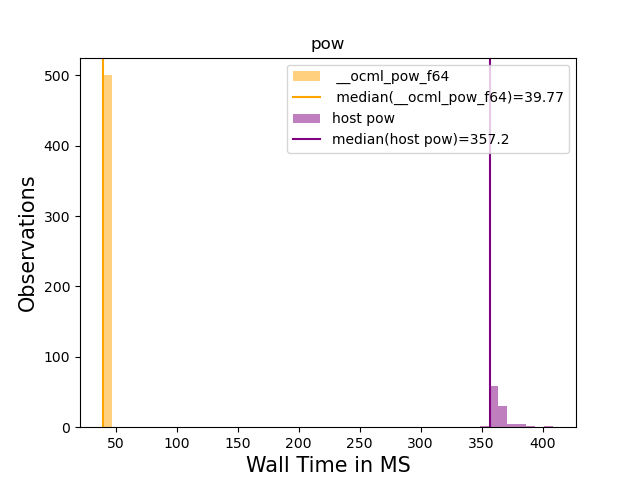 pow
__ocml_pow_f64
median(__ocml_pow_f64)=39.77
host pow
median(host pow)=357.2
Observations
500
400
300
200
100
0
50 100 150 200 250 300 350 400
Wall Time in MS